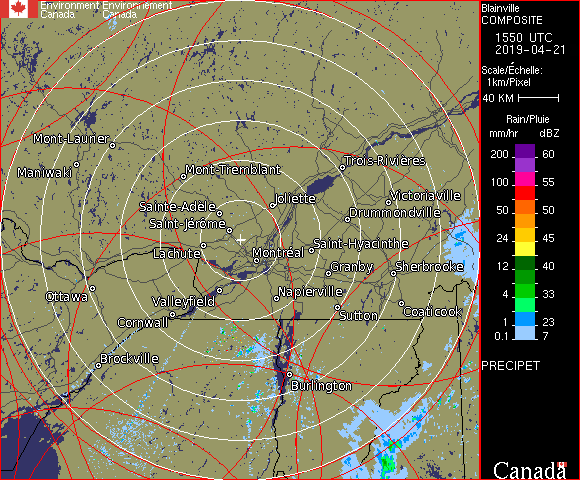 Environment Environnement
Canada Canada
Blainville
COMPOSITE
1550 UTC
2019-04-21
Scale/Échelle:
1km/Pixel
40 KM
Rain/Pluie
mm/hr dBZ
200 60
100 55
50 50
24 45
12 40
4 33
1 23
0.1 7
PRECIPET
Canada
Mont-Laurier
Maniwaki
Mont-Tremblant
Trois-Rivières
Joliette
Victoriaville
Sainte-Adèle
Drummondville
Saint-Jérôme
Lachute
Montréal
Saint-Hyacinthe
Granby
Sherbrooke
Ottawa
Valleyfield
Napierville
Cornwall
Sutton
Coaticook
Brockville
Burlington